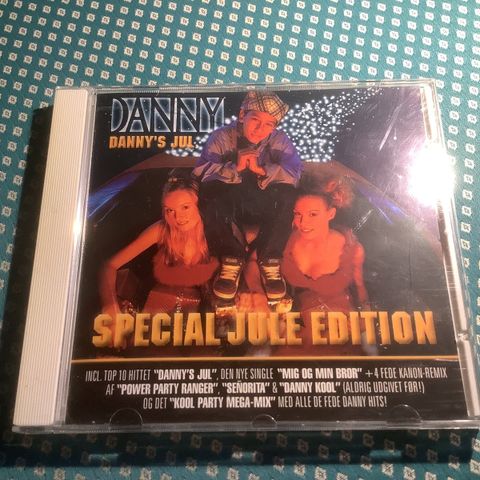 DANNY
DANNY'S JUL
SPECIAL JULE EDITION
INCL. TOP 10 HITTET "DANNY'S JUL", DEN NYE SINGLE "MIG OG MIN BROR" + 4 FEDE KANON-REMIX
AF "POWER PARTY RANGER", "SEÑORITA" & "DANNY KOOL" (ALDRIG UDGIVET FØR!)
OG DET "KOOL PARTY MEGA-MIX" MED ALLE DE FEDE DANNY HITS!